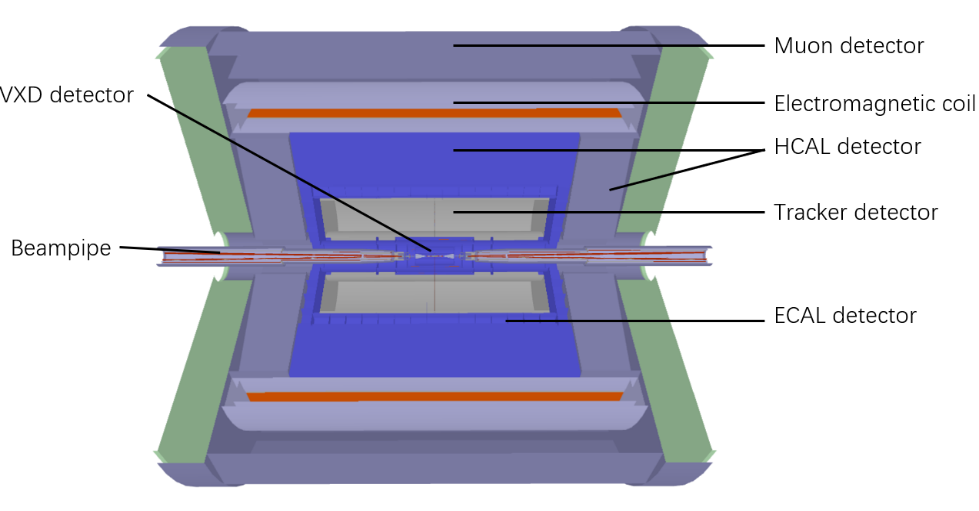 Muon detector
VXD detector
Electromagnetic coil
HCAL detector
Tracker detector
Beampipe
ECAL detector